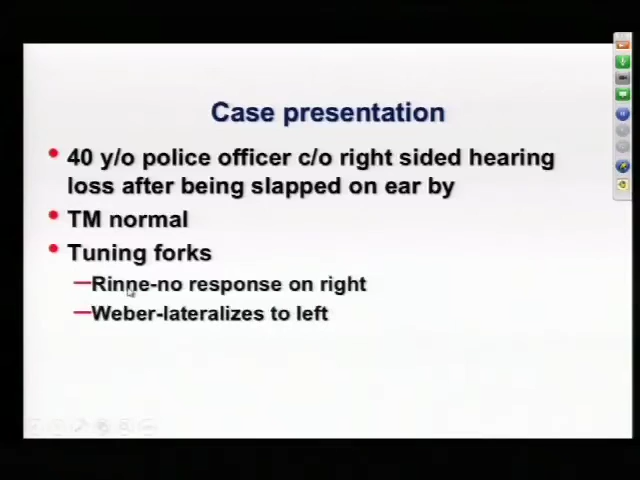 Case presentation
40 y/o police officer c/o right sided hearing
loss after being slapped on ear by
TM normal
Tuning forks
—Rinne-no response on right
—Weber-lateralizes to left